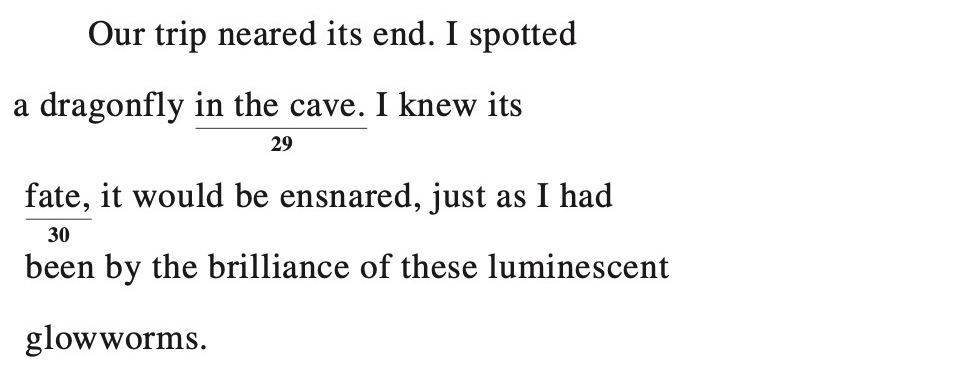 Our trip neared its end. I spotted
a dragonfly in the cave. I knew its
29
fate, it would be ensnared, just as I had
30
been by the brilliance of these luminescent
glowworms.